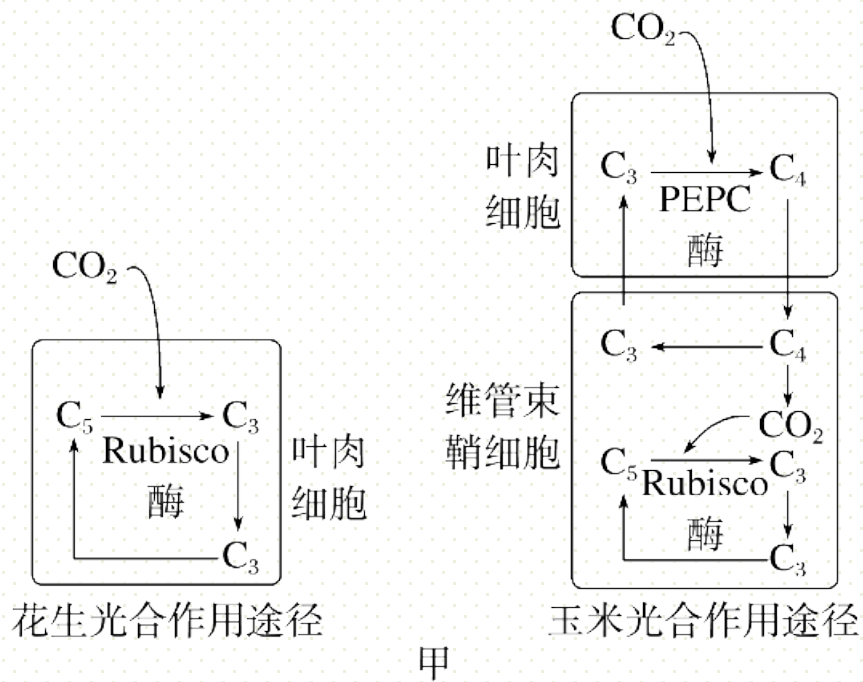 CO₂
C₅
C₃
Rubisco
酶
C₃
叶肉
细胞
花生光合作用途径
CO₂
叶肉
细胞
C₃
C₄
PEPC
酶
C₃
C₄
维管束
鞘细胞
CO₂
C₅
C₃
Rubisco
酶
C₃
玉米光合作用途径
甲